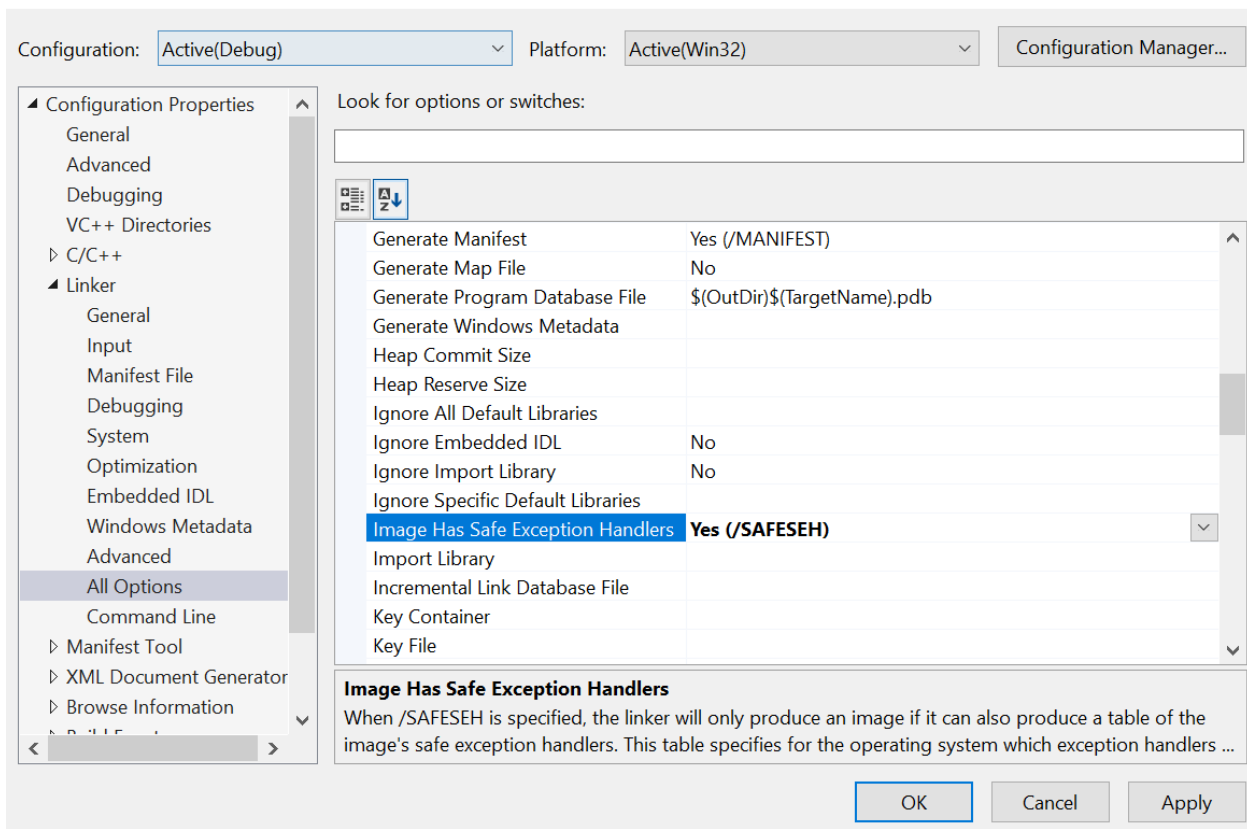 Configuration: Active(Debug) Platform: Active(Win32) Configuration Manager...
Configuration Properties
General
Advanced
Debugging
VC++ Directories
C/C++
Linker
General
Input
Manifest File
Debugging
System
Optimization
Embedded IDL
Windows Metadata
Advanced
All Options
Command Line
Manifest Tool
XML Document Generator
Browse Information
Look for options or switches:
Generate Manifest Yes (/MANIFEST)
Generate Map File No
Generate Program Database File $(OutDir)$(TargetName).pdb
Generate Windows Metadata
Heap Commit Size
Heap Reserve Size
Ignore All Default Libraries
Ignore Embedded IDL No
Ignore Import Library No
Ignore Specific Default Libraries
Image Has Safe Exception Handlers Yes (/SAFESEH)
Import Library
Incremental Link Database File
Key Container
Key File
Image Has Safe Exception Handlers
When /SAFESEH is specified, the linker will only produce an image if it can also produce a table of the
image's safe exception handlers. This table specifies for the operating system which exception handlers ...
OK Cancel Apply